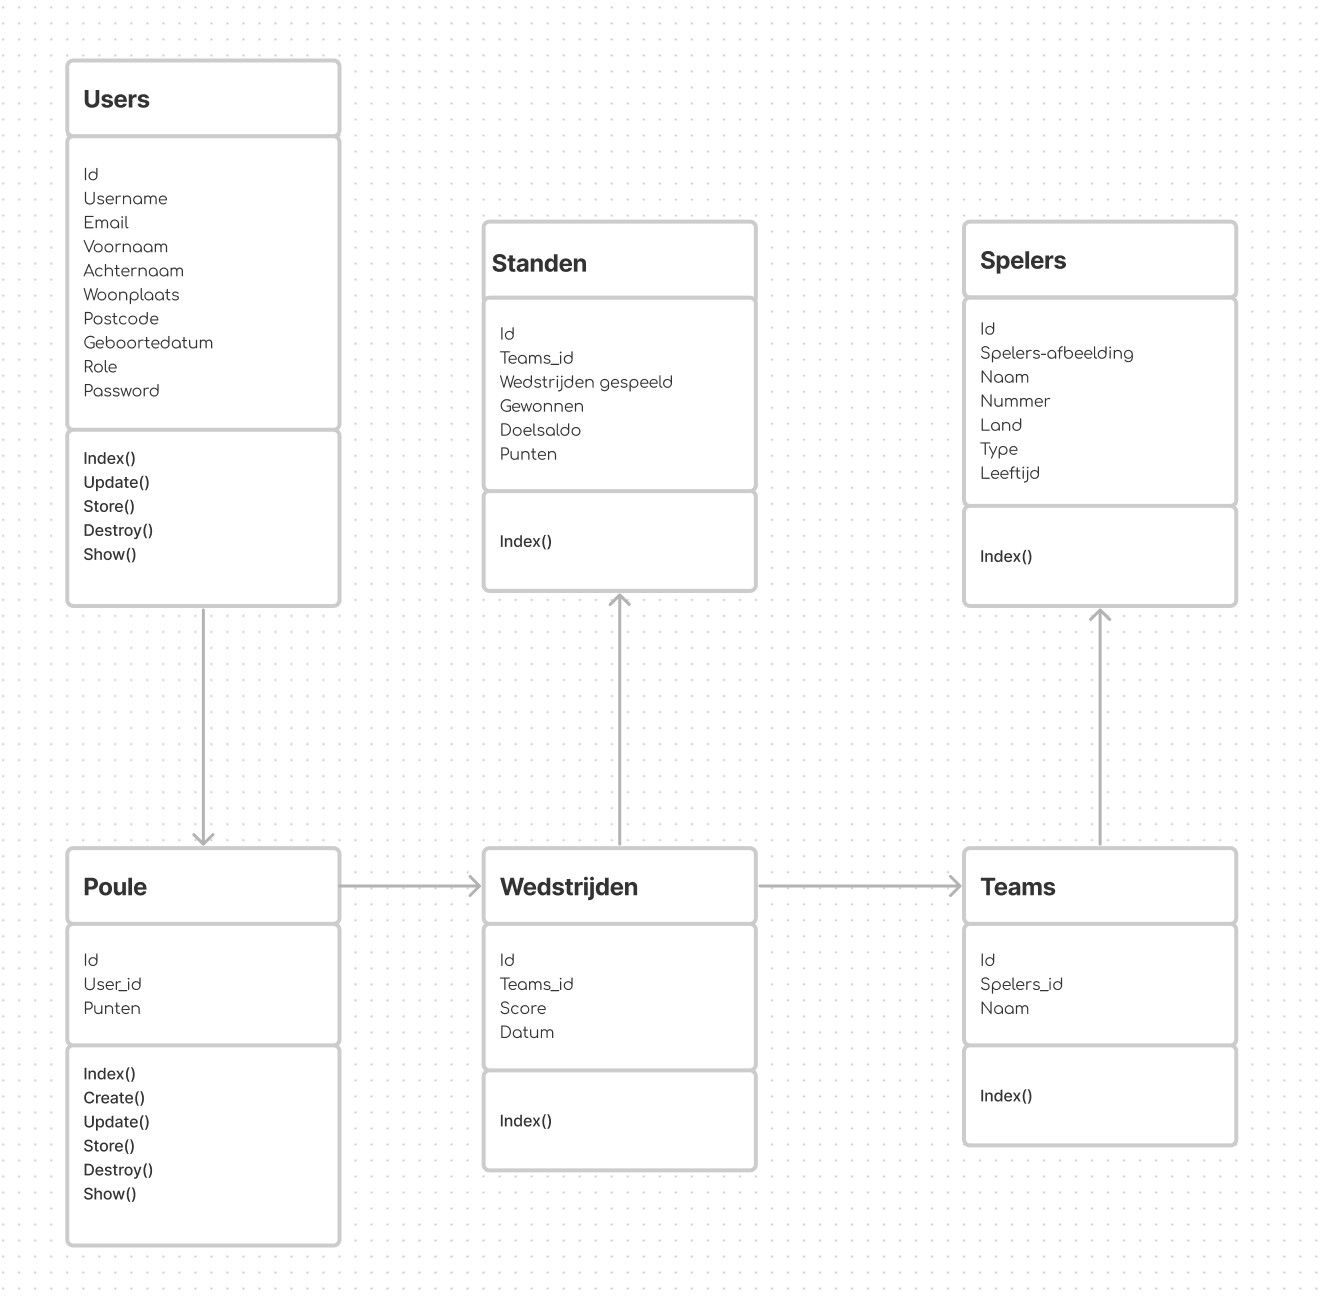 Users
Id
Username
Email
Voornaam
Achternaam
Woonplaats
Postcode
Geboortedatum
Role
Password
Index()
Update()
Store()
Destroy()
Show()
Standen
Id
Teams_id
Wedstrijden gespeeld
Gewonnen
Doelsaldo
Punten
Index()
Spelers
Id
Spelers-afbeelding
Naam
Nummer
Land
Type
Leeftijd
Index()
Poule
Id
User_id
Punten
Index()
Create()
Update()
Store()
Destroy()
Show()
Wedstrijden
Id
Teams_id
Score
Datum
Index()
Teams
Id
Spelers_id
Naam
Index()